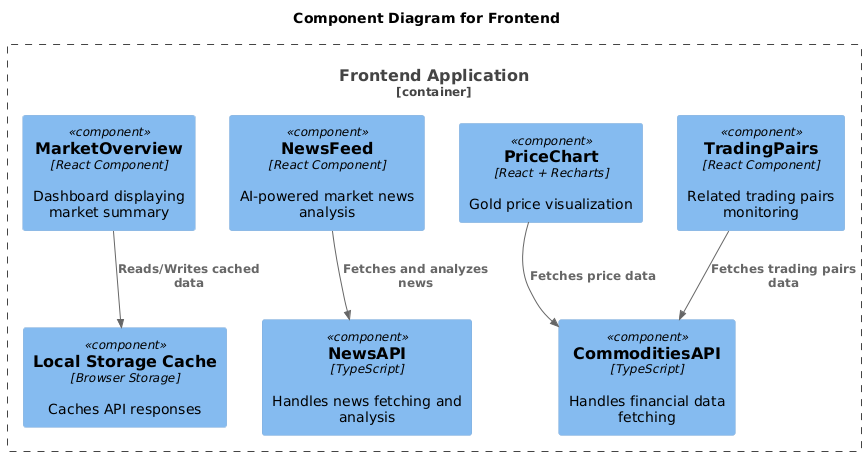 Component Diagram for Frontend
Frontend Application
[container]
«component»
MarketOverview
[React Component]
Dashboard displaying
market summary
«component»
NewsFeed
[React Component]
AI-powered market news
analysis
«component»
PriceChart
[React + Recharts]
Gold price visualization
«component»
TradingPairs
[React Component]
Related trading pairs
monitoring
Reads/Writes cached
data
Fetches and analyzes
news
Fetches price data
Fetches trading pairs
data
«component»
Local Storage Cache
[Browser Storage]
Caches API responses
«component»
NewsAPI
[TypeScript]
Handles news fetching and
analysis
«component»
CommoditiesAPI
[TypeScript]
Handles financial data
fetching